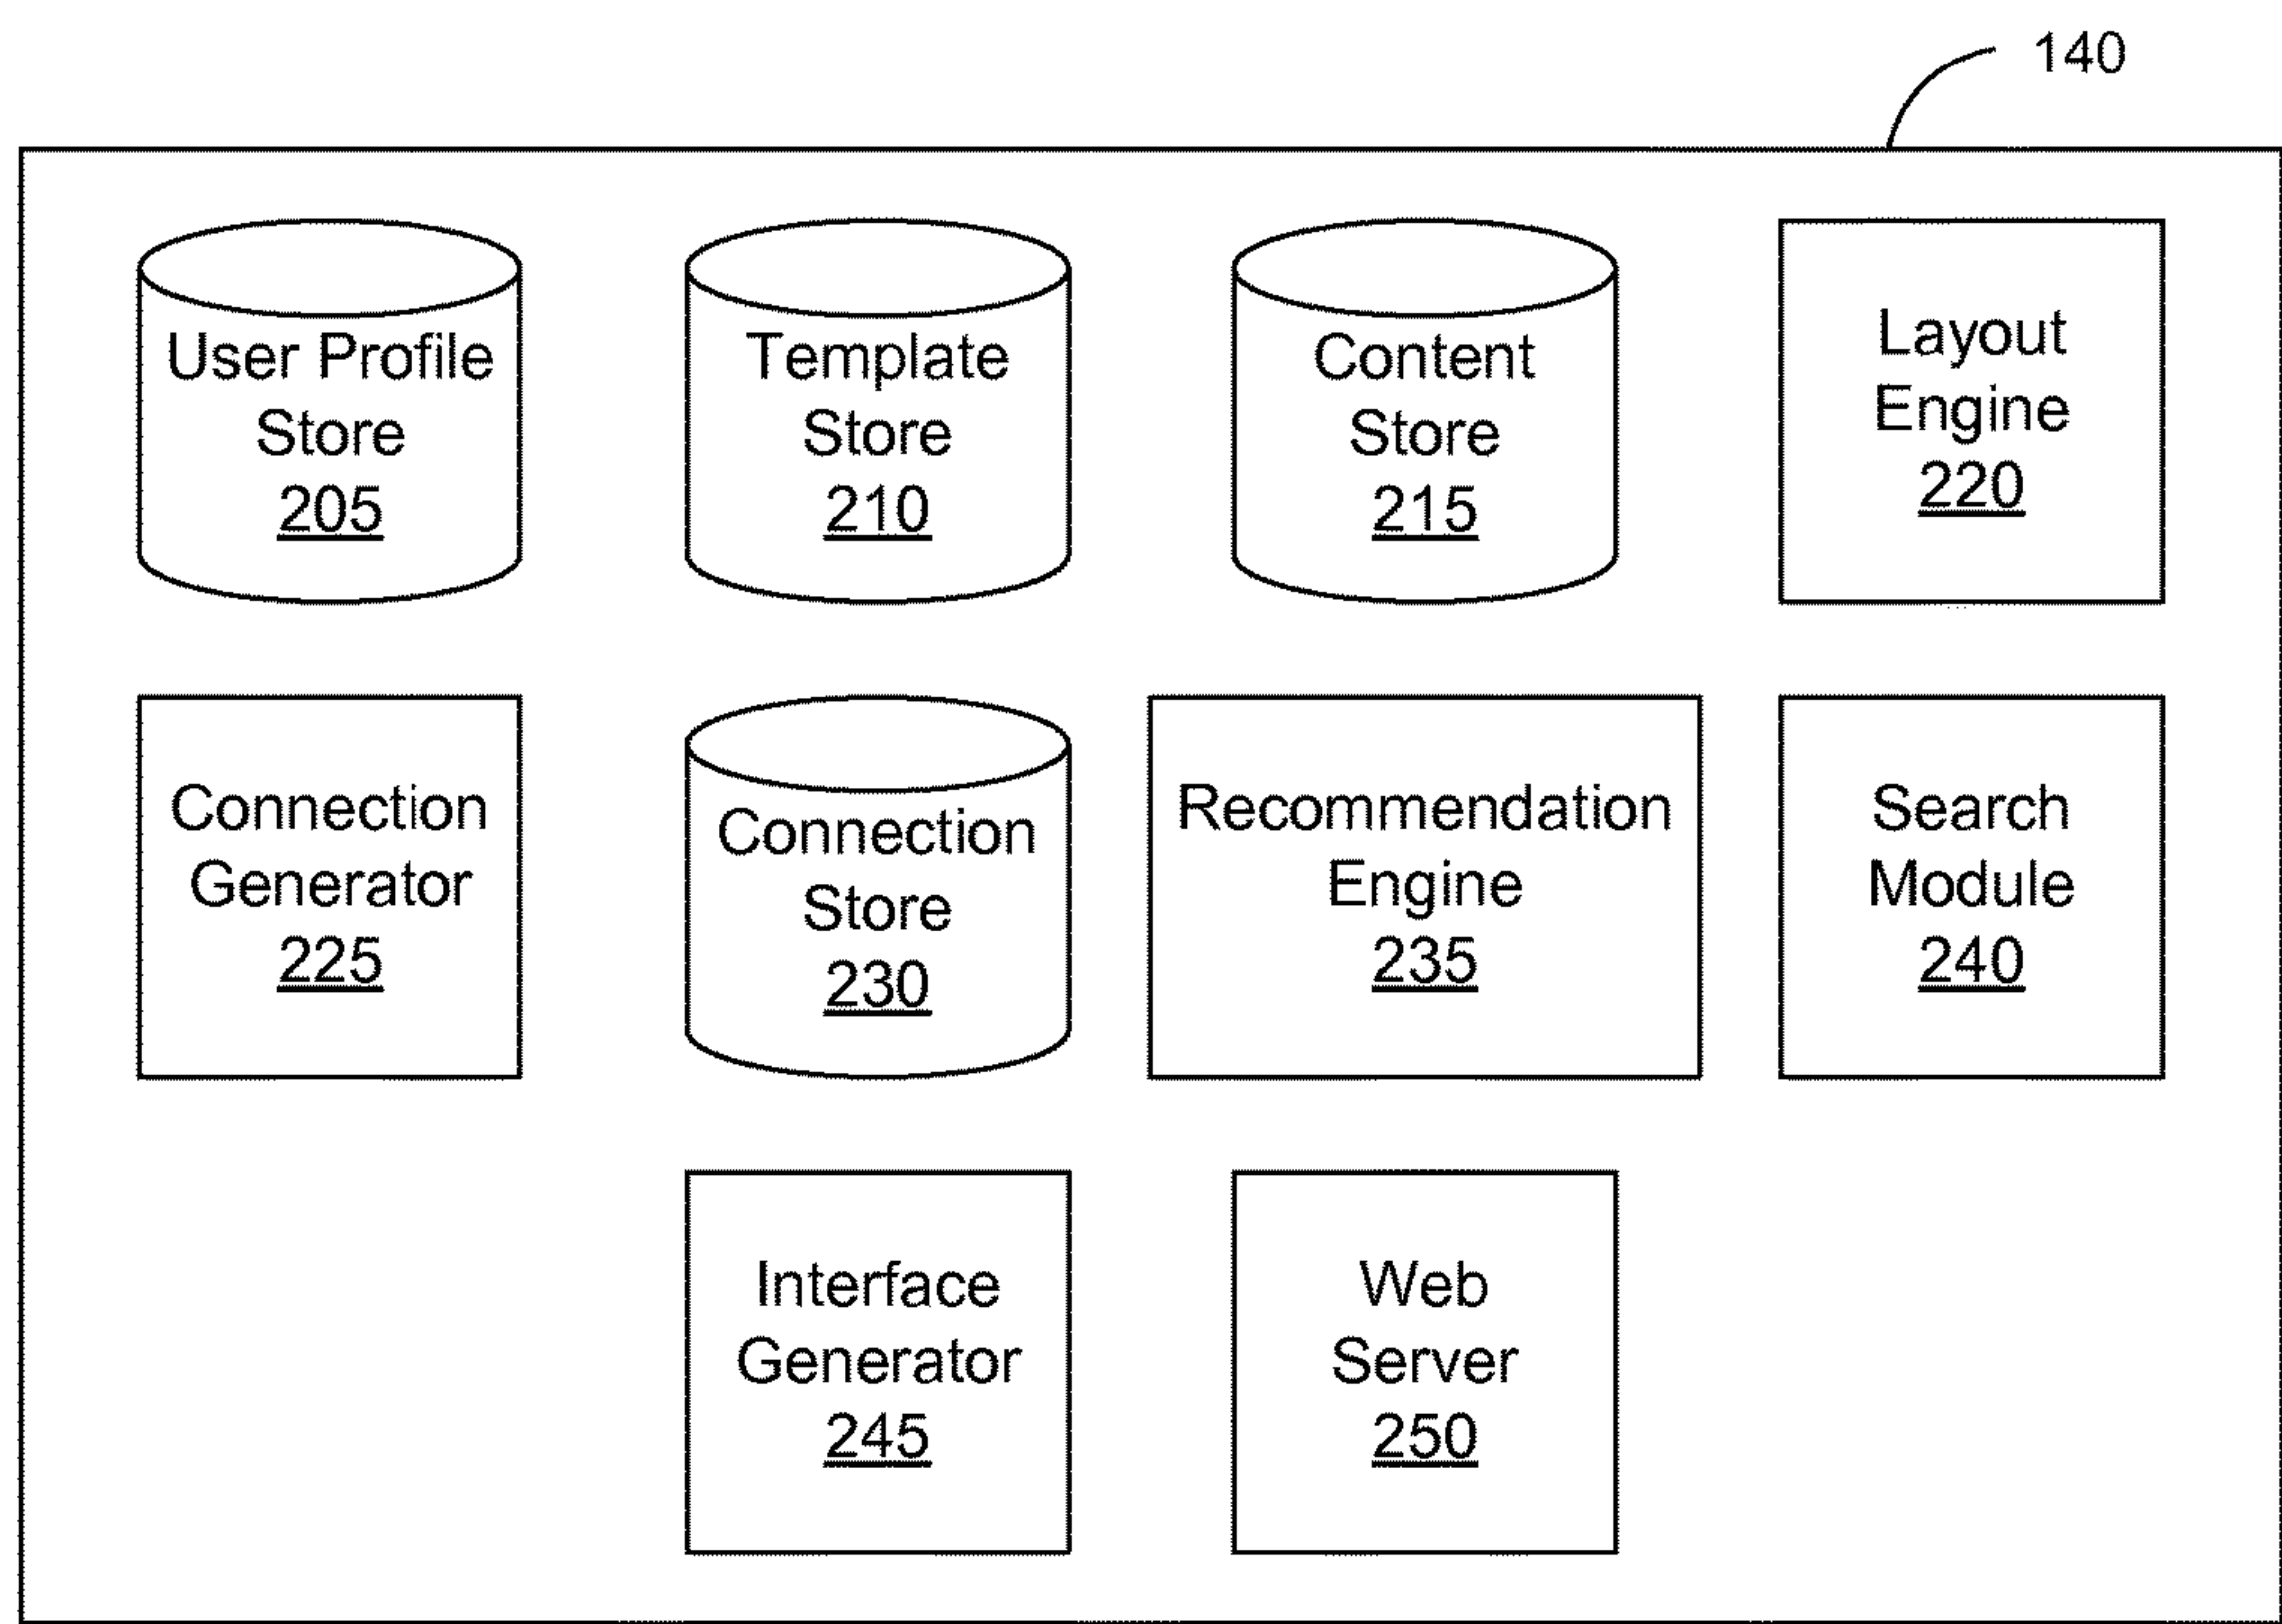 140
User Profile
Store
205
Template
Store
210
Content
Store
215
Layout
Engine
220
Connection
Generator
225
Connection
Store
230
Recommendation
Engine
235
Search
Module
240
Interface
Generator
245
Web
Server
250